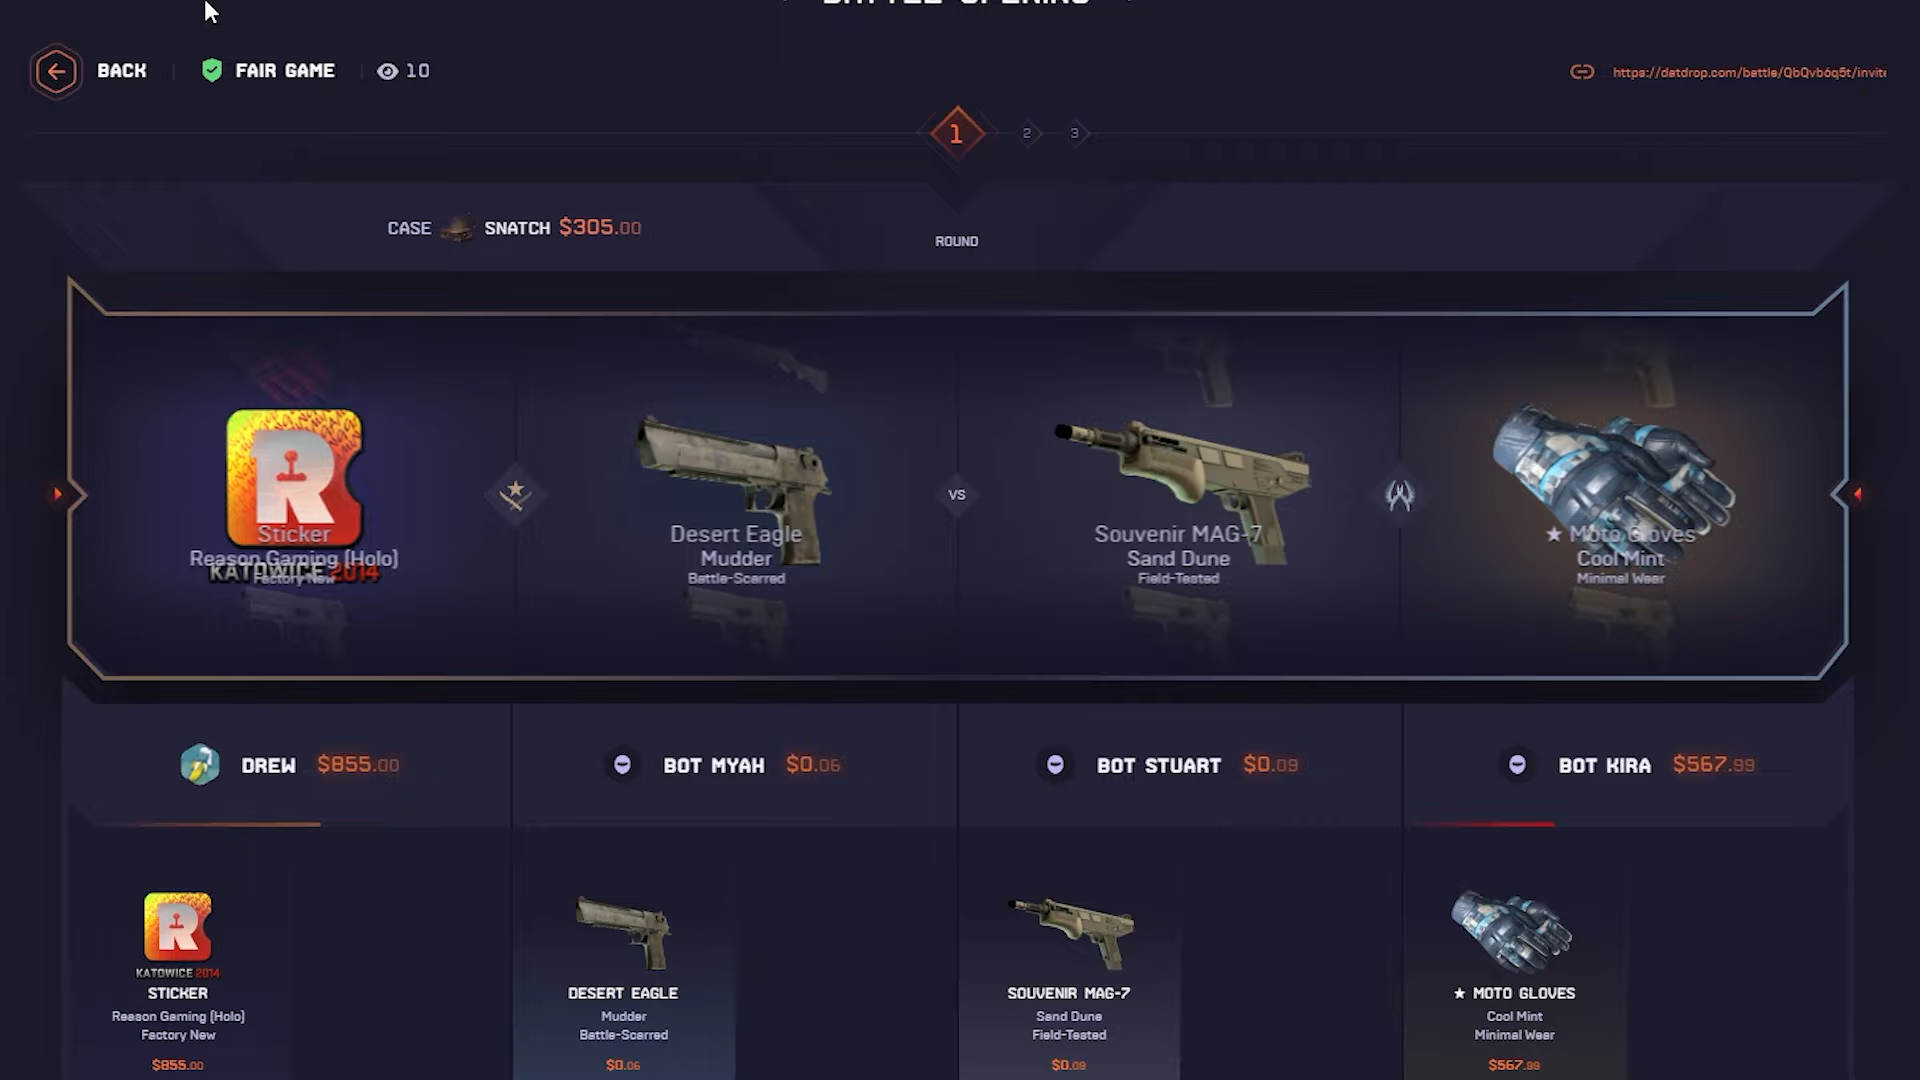 BATTLE OPENING
BACK
FAIR GAME
10
https://datdrop.com/battle/QbQvb6q5t/invite
1
2
3
CASE SNATCH $305.00
ROUND
R
KATOWICE 2014
Sticker
Reason Gaming (Holo)
Factory New
Desert Eagle
Mudder
Battle-Scarred
VS
Souvenir MAG-7
Sand Dune
Field-Tested
★ Moto Gloves
Cool Mint
Minimal Wear
DREW $855.00
BOT MYAH $0.06
BOT STUART $0.09
BOT KIRA $567.99
R
KATOWICE 2014
STICKER
Reason Gaming (Holo)
Factory New
$855.00
DESERT EAGLE
Mudder
Battle-Scarred
$0.06
SOUVENIR MAG-7
Sand Dune
Field-Tested
$0.09
★ MOTO GLOVES
Cool Mint
Minimal Wear
$567.99